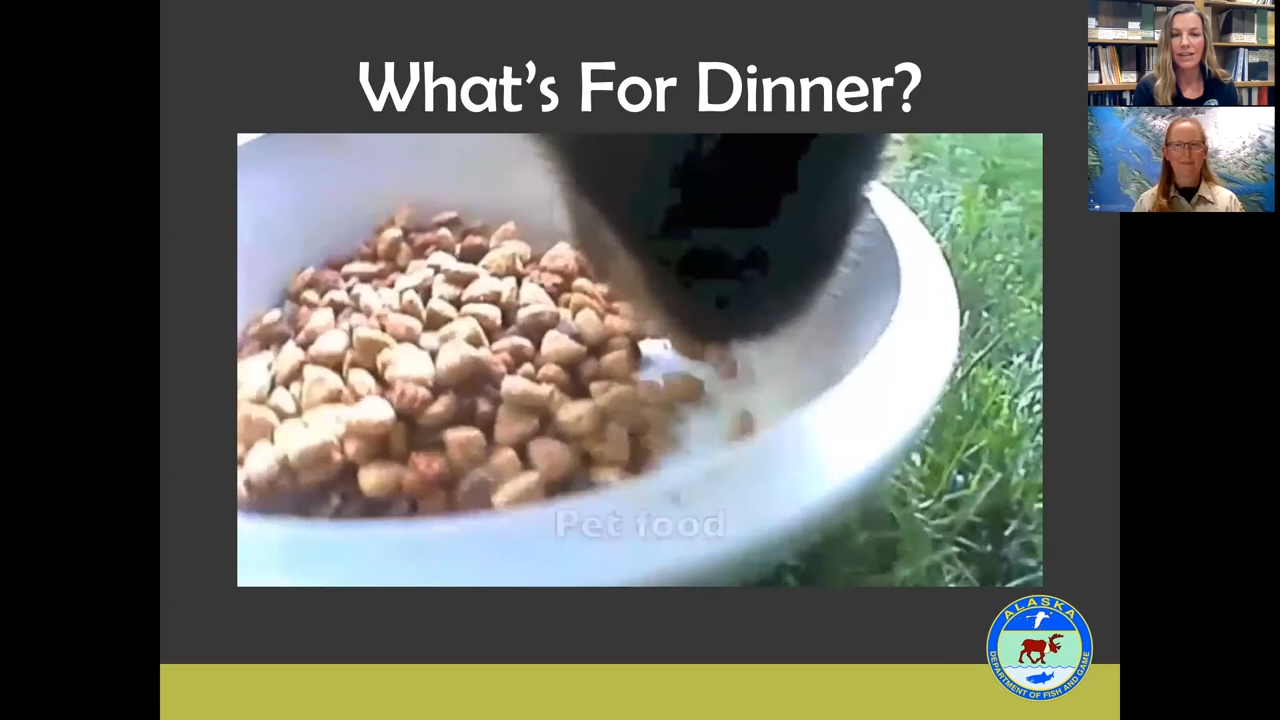 What's For Dinner?
Pet food
ALASKA
DEPARTMENT OF FISH AND GAME